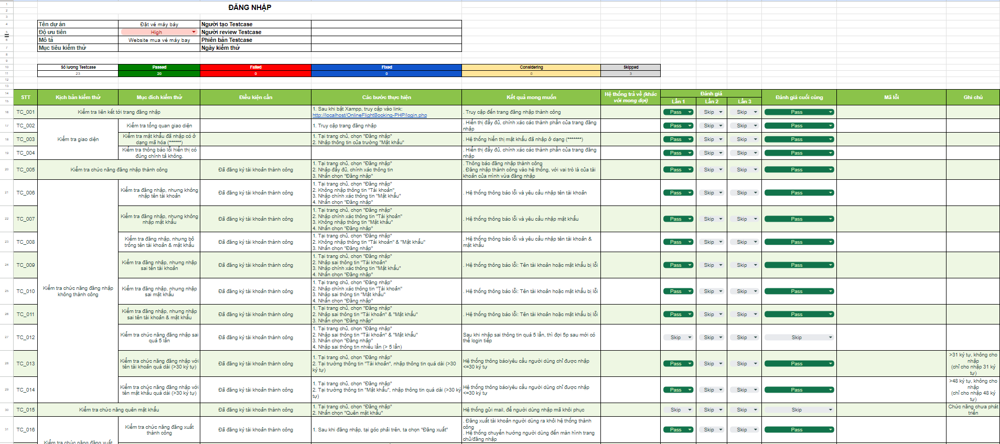 ĐĂNG NHẬP
Tên dự án Đặt vé máy báy Người tạo Testcase
Độ ưu tiên High Người review Testcase
Mô tả Website mua vé máy bay Phiên bản Testcase
Mục tiêu kiểm thử Ngày kiểm thử
Số lượng Testcase Passed Failed Fixed Considering Skipped
23 20 0 0 0 3
STT Kịch bản kiểm thử Mục đích kiểm thử Điều kiện cần Các bước thực hiện Kết quả mong muốn Hệ thống trả về (khác với mong đợi) Đánh giá Đánh giá cuối cùng Mã lỗi Ghi chú
Lần 1 Lần 2 Lần 3
TC_001 Kiểm tra liên kết tới trang đăng nhập
1. Sau khi bật Xampp, truy cập vào link:
http://localhost/OnlineFlightBooking-PHP/login.php
. Truy cập đến trang đăng nhập thành công
Pass Skip Skip Pass
TC_002 Kiểm tra giao diện
Kiểm tra tổng quan giao diện
1. Truy cập trang đăng nhập
. Hiển thị đầy đủ, chính xác các thành phần của trang đăng
nhập
Pass Skip Skip Pass
TC_003
Kiểm tra mật khẩu đã nhập có ở
dạng mã hóa (******)
1. Tại trang chủ, chọn "Đăng nhập"
2. Nhập thông tin của trường "Mật khẩu"
. Hệ thống hiển thị mật khẩu đã nhập ở dạng (*******)
Pass Skip Skip Pass
TC_004
Kiểm tra thông báo lỗi hiển thị có
đúng chính tả không.
. Hiển thị đầy đủ, chính xác các thành phần của trang đăng
nhập
Pass Skip Skip Pass
TC_005 Kiểm tra chức năng đăng nhập thành công
Đã đăng ký tài khoản thành công
1. Tại trang chủ, chọn "Đăng nhập"
2. Nhập đầy đủ, chính xác thông tin
3. Nhấn chọn "Đăng nhập"
. Thông báo đăng nhập thành công
. Đăng nhập thành công vào hệ thống, với vai trò là của tài
khoản của mình vừa đăng nhập
Pass Skip Skip Pass
TC_006
Kiểm tra chức năng đăng nhập
không thành công
Kiểm tra đăng nhập, nhưng không
nhập tên tài khoản
Đã đăng ký tài khoản thành công
1. Tại trang chủ, chọn "Đăng nhập"
2. Không nhập thông tin "Tài khoản"
3. Nhập chính xác thông tin "Mật khẩu"
4. Nhấn chọn "Đăng nhập"
. Hệ thống thông báo lỗi và yêu cầu nhập tên tài khoản
Pass Skip Skip Pass
TC_007
Kiểm tra đăng nhập, nhưng không
nhập mật khẩu
Đã đăng ký tài khoản thành công
1. Tại trang chủ, chọn "Đăng nhập"
2. Nhập chính xác thông tin "Tài khoản"
3. Không nhập thông tin "Mật khẩu"
4. Nhấn chọn "Đăng nhập"
. Hệ thống thông báo lỗi và yêu cầu nhập mật khẩu
Pass Skip Skip Pass
TC_008
Kiểm tra đăng nhập, nhưng bỏ
trống tên tài khoản & mật khẩu
Đã đăng ký tài khoản thành công
1. Tại trang chủ, chọn "Đăng nhập"
2. Không nhập thông tin "Tài khoản" & "Mật khẩu"
3. Nhấn chọn "Đăng nhập"
. Hệ thống thông báo lỗi và yêu cầu nhập tên tài khoản &
mật khẩu
Pass Skip Skip Pass
TC_009
Kiểm tra đăng nhập, nhưng nhập
sai tên tài khoản
Đã đăng ký tài khoản thành công
1. Tại trang chủ, chọn "Đăng nhập"
2. Nhập sai thông tin "Tài khoản"
3. Nhập chính xác thông tin "Mật khẩu"
4. Nhấn chọn "Đăng nhập"
. Hệ thống thông báo lỗi: Tên tài khoản hoặc mật khẩu bị lỗi
Pass Skip Skip Pass
TC_010
Kiểm tra đăng nhập, nhưng nhập
sai mật khẩu
Đã đăng ký tài khoản thành công
1. Tại trang chủ, chọn "Đăng nhập"
2. Nhập chính xác thông tin "Tài khoản"
3. Nhập sai thông tin "Mật khẩu"
4. Nhấn chọn "Đăng nhập"
. Hệ thống thông báo lỗi: Tên tài khoản hoặc mật khẩu bị lỗi
Pass Skip Skip Pass
TC_011
Kiểm tra đăng nhập, nhưng nhập
sai tên tài khoản & mật khẩu
Đã đăng ký tài khoản thành công
1. Tại trang chủ, chọn "Đăng nhập"
2. Nhập sai thông tin "Tài khoản" & "Mật khẩu"
3. Nhấn chọn "Đăng nhập"
. Hệ thống thông báo lỗi: Tên tài khoản hoặc mật khẩu bị lỗi
Pass Skip Skip Pass
TC_012
Kiểm tra chức năng đăng nhập sai
quá 5 lần
Đã đăng ký tài khoản thành công
1. Tại trang chủ, chọn "Đăng nhập"
2. Nhập sai thông tin "Tài khoản" & "Mật khẩu"
3. Nhấn chọn "Đăng nhập"
4. Nhập sai thông tin nhiều lần (> 5 lần)
Sau khi nhập sai thông tin quá 5 lần, thì đợi 5p sau mới có
thể login tiếp
Skip Skip Skip Skip
TC_013
Kiểm tra chức năng đăng nhập với
tên tài khoản quá dài (>30 ký tự)
Đã đăng ký tài khoản thành công
1. Tại trang chủ, chọn "Đăng nhập"
2. Tại trường thông tin "Tài khoản", nhập thông tin quá dài (>30
ký tự)
Hệ thống thông báo/yêu cầu người dùng chỉ được nhập
<=30 ký tự
Pass Skip Skip Pass
>31 ký tự, không cho
nhập
(chỉ cho nhập 31 ký
tự)
TC_014
Kiểm tra chức năng đăng nhập với
tên mật khẩu quá dài (>30 ký tự)
Đã đăng ký tài khoản thành công
1. Tại trang chủ, chọn "Đăng nhập"
2. Tại trường thông tin "Mật khẩu", nhập thông tin quá dài (>30 ký
tự)
Hệ thống thông báo/yêu cầu người dùng chỉ được nhập
<=30 ký tự
Pass Skip Skip Pass
>48 ký tự, không cho
nhập
(chỉ cho nhập 48 ký
tự)
TC_015 Kiểm tra chức năng quên mật khẩu
Đã đăng ký tài khoản thành công
1. Tại trang chủ, chọn "Đăng nhập"
2. Nhấn chọn "Quên mật khẩu"
Hệ thống gửi mail, để người dùng nhập mã khôi phục
Skip Skip Skip Skip
Chức năng chưa phát
triển
TC_016
Kiểm tra chức năng đăng xuất
Kiểm tra chức năng đăng xuất
thành công
Đã đăng ký tài khoản thành công
1. Sau khi đăng nhập, tại góc phải trên, ta chọn "Đăng xuất"
. Đăng xuất tài khoản người dùng ra khỏi hệ thống thành
công
. Hệ thống chuyển hướng người dùng đến màn hình trang
chủ/đăng nhập
Pass Skip Skip Pass